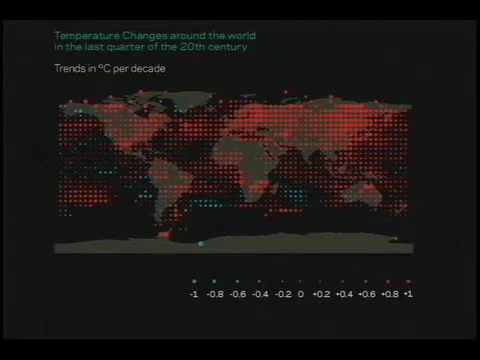 Temperature Changes around the world
in the last quarter of the 20th century
Trends in °C per decade
-1 -0.8 -0.6 -0.4 -0.2 0 +0.2 +0.4 +0.6 +0.8 +1